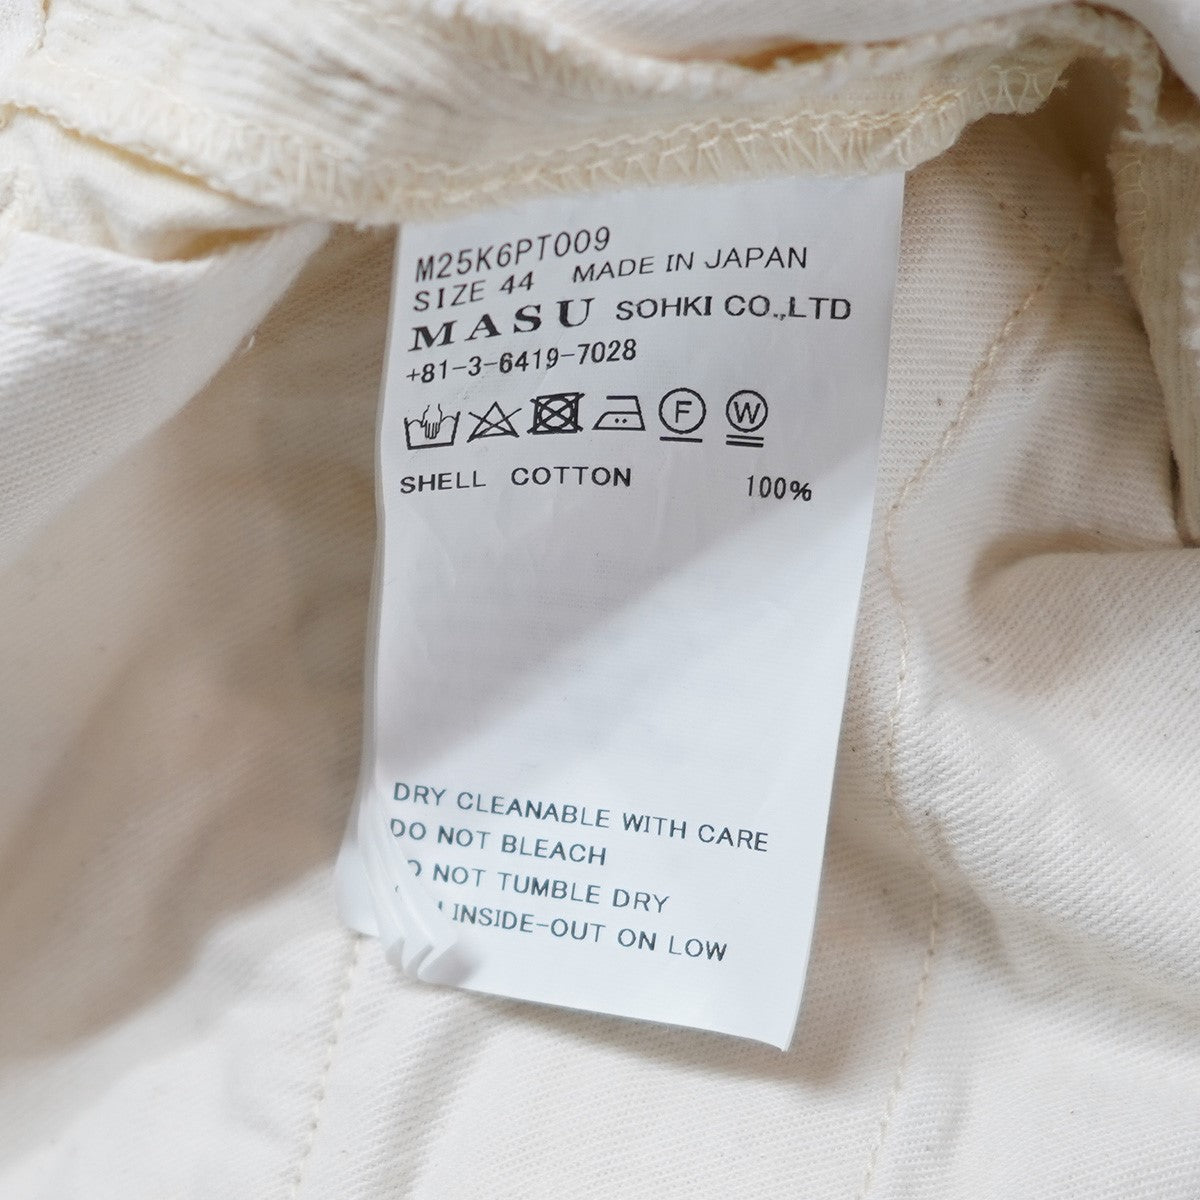 M25K6PT009
SIZE 44 MADE IN JAPAN
MASU SOHKI CO.,LTD
+81-3-6419-7028
F W
SHELL COTTON 100%
DRY CLEANABLE WITH CARE
DO NOT BLEACH
DO NOT TUMBLE DRY
INSIDE-OUT ON LOW